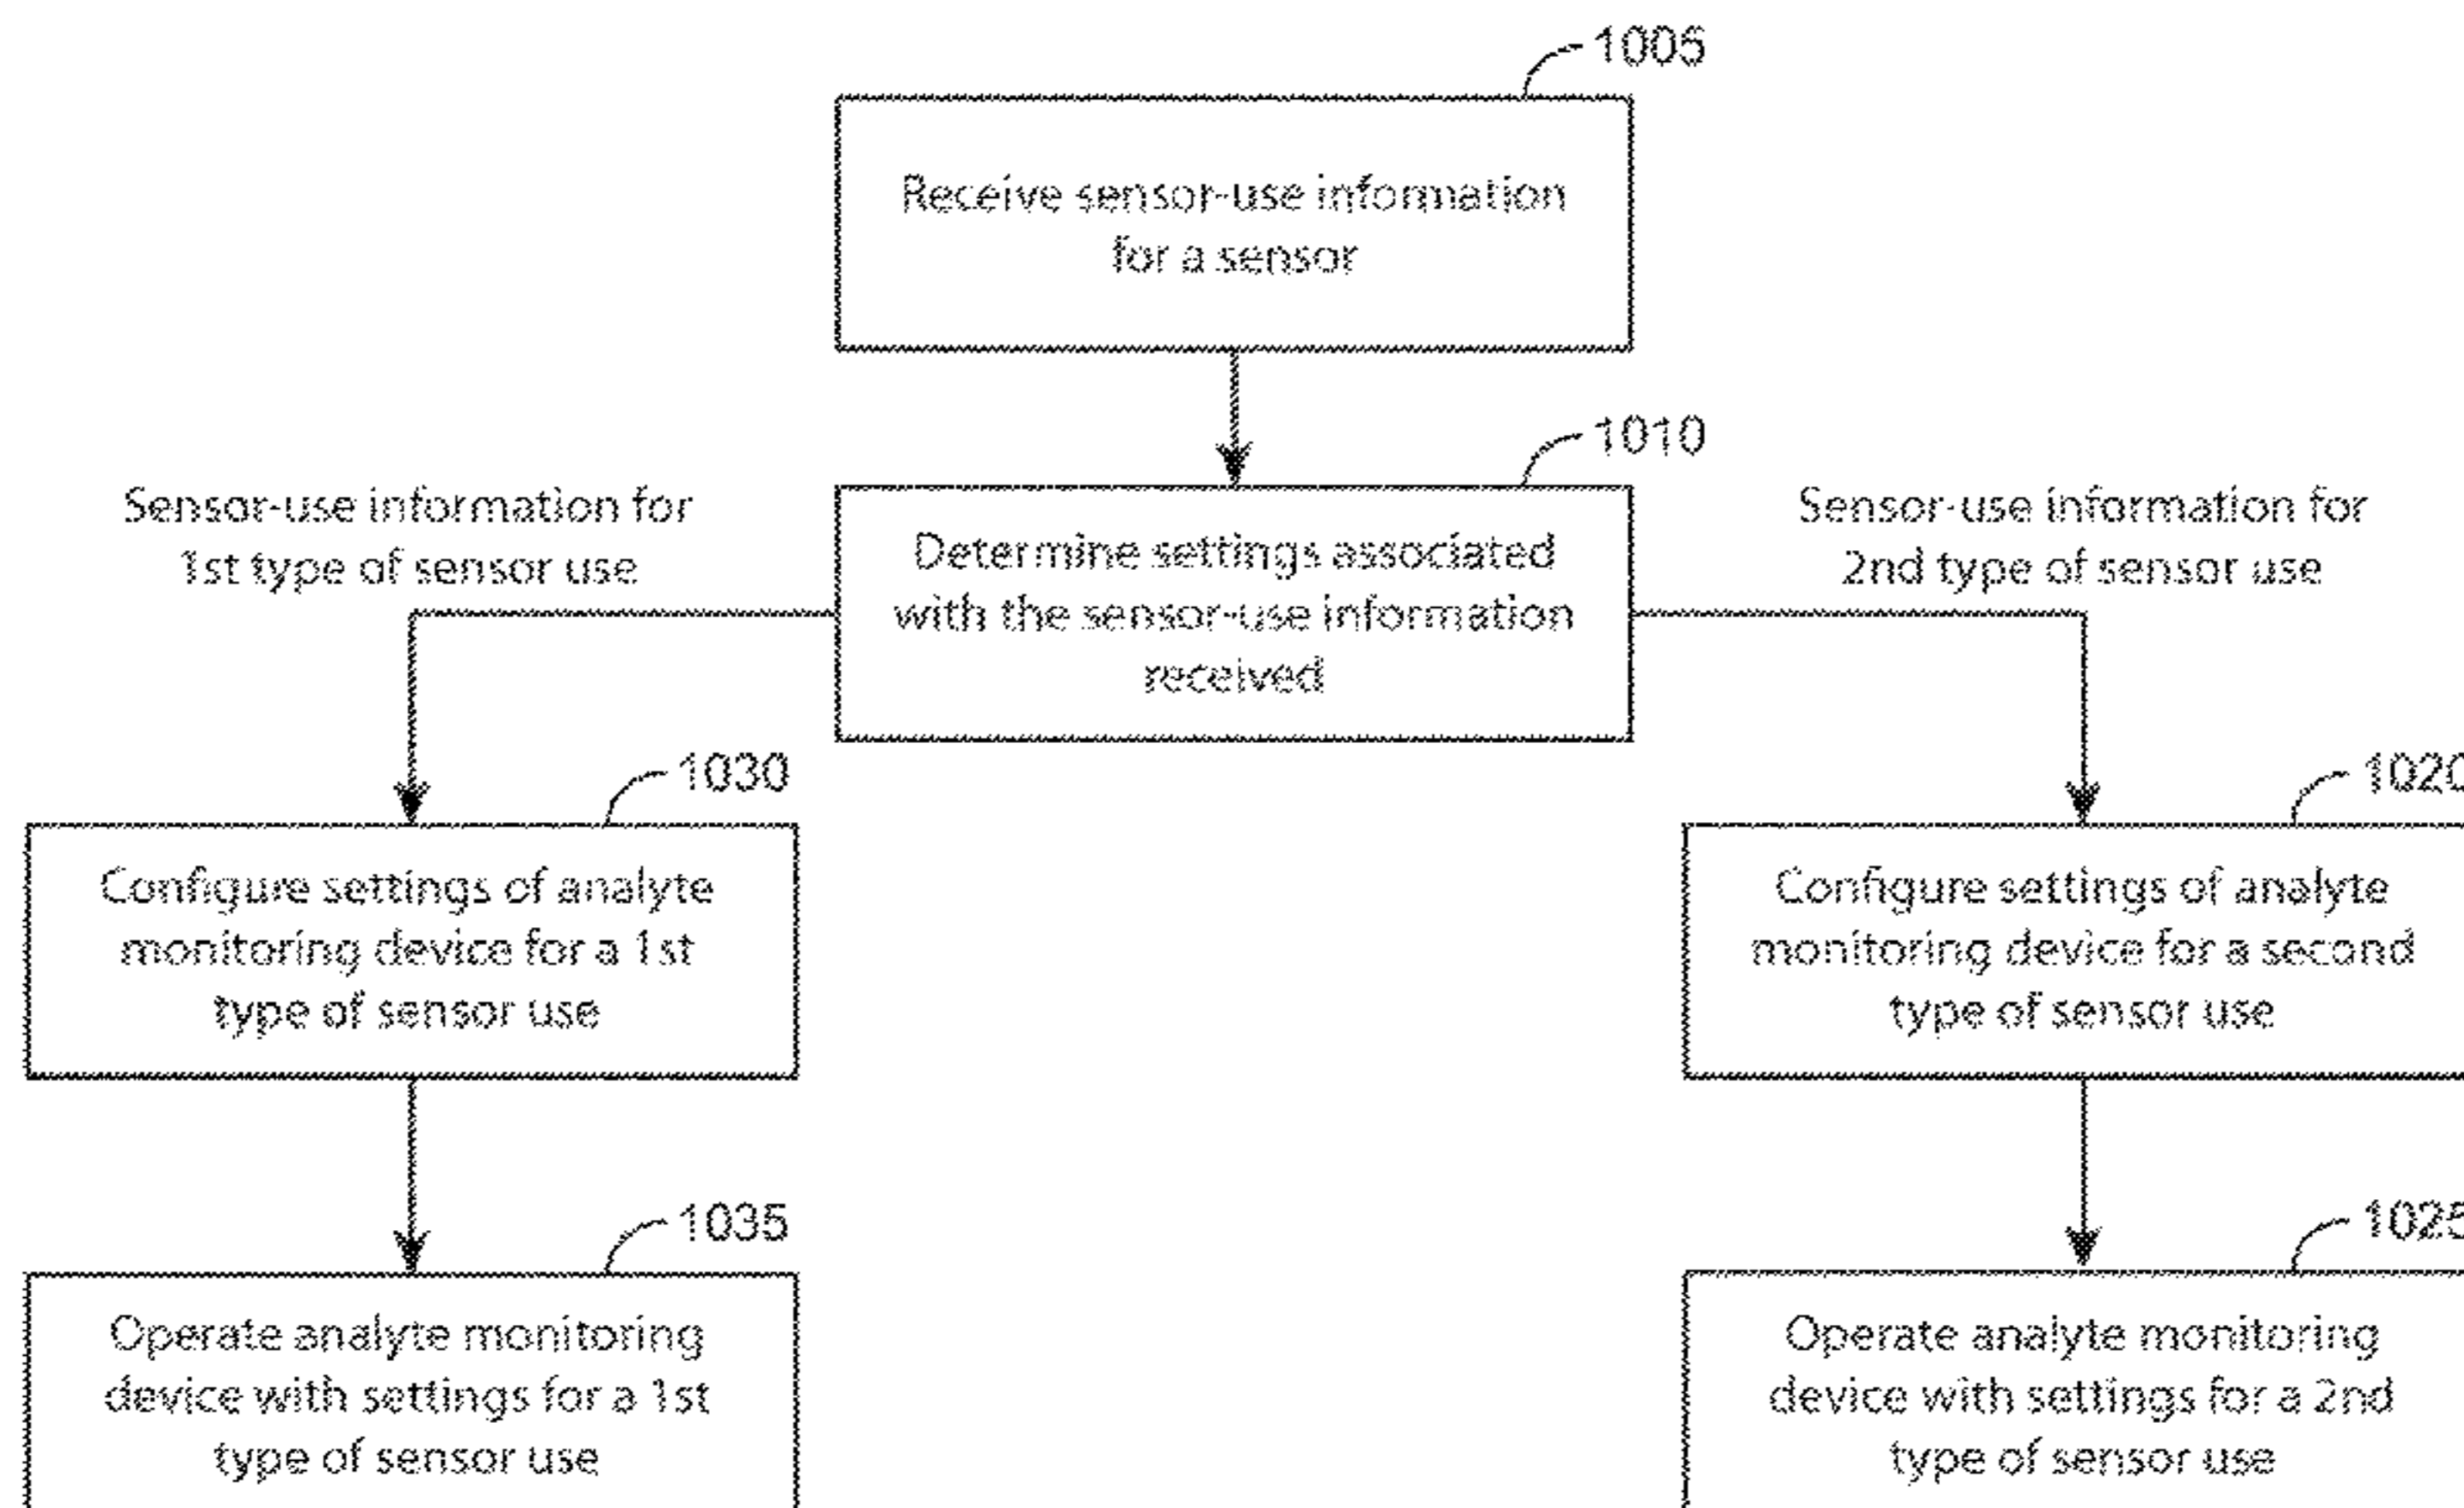 1005
Receive sensor-use information
for a sensor
1010
Sensor-use information for
1st type of sensor use
Determine settings associated
with the sensor-use information
received
Sensor-use information for
2nd type of sensor use
1030
Configure settings of analyte
monitoring device for a 1st
type of sensor use
1020
Configure settings of analyte
monitoring device for a second
type of sensor use
1035
Operate analyte monitoring
device with settings for a 1st
type of sensor use
1025
Operate analyte monitoring
device with settings for a 2nd
type of sensor use